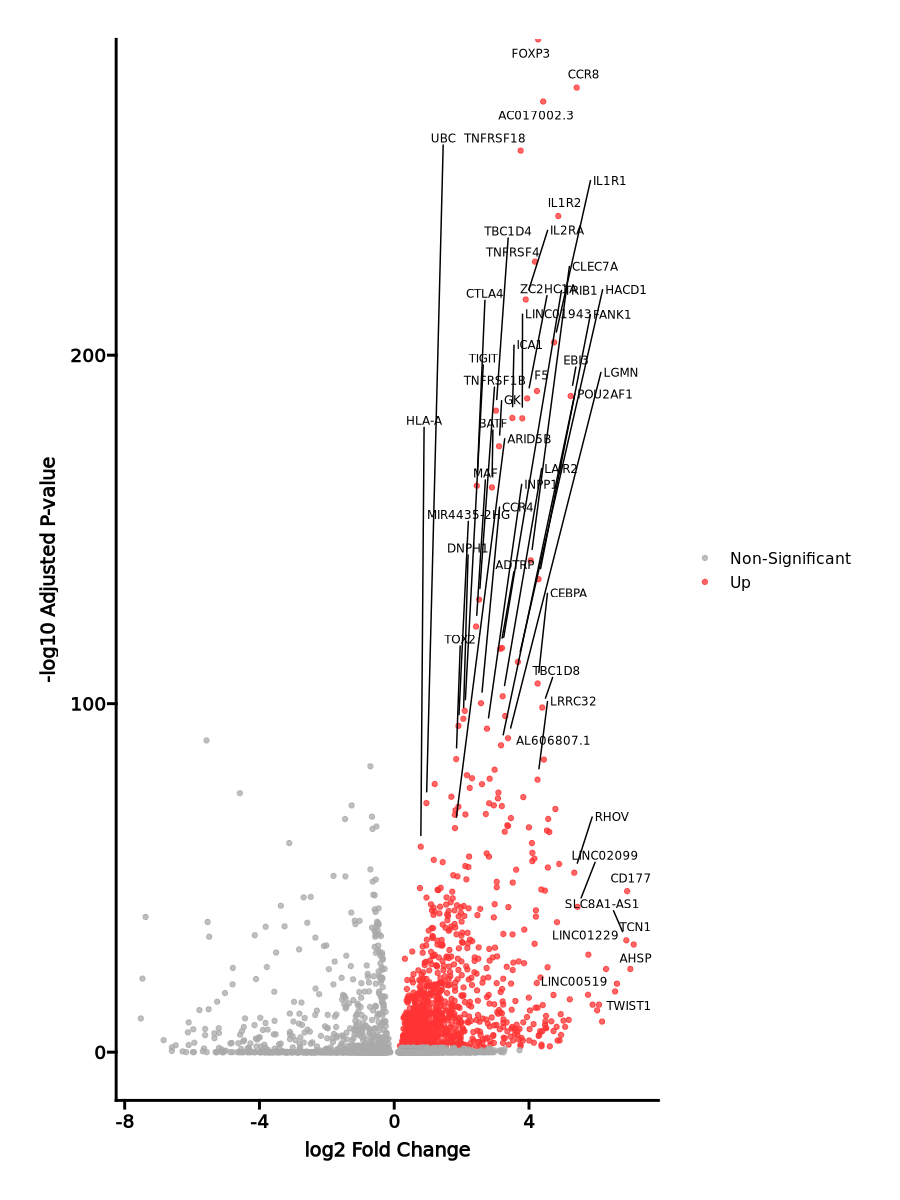 FOXP3
CCR8
AC017002.3
UBC TNFRSF18
IL1R1
IL1R2
TBC1D4 IL2RA
TNFRSF4
CLEC7A
CTLA4 ZC2HC1A TRIB1 HACD1
LINC01943 FANK1
ICA1
TIGIT EBI3
TNFRSF1B F5 LGMN
GK POU2AF1
HLA-A BATF
ARID5B
MAF LAIR2
INPP1
MIR4435-2HG CCR4
DNPH1
ADTRP
CEBPA
TOX2
TBC1D8
LRRC32
AL606807.1
RHOV
LINC02099
CD177
SLC8A1-AS1
TCN1
LINC01229
AHSP
LINC00519
TWIST1
200
100
0
-8 -4 0 4
log2 Fold Change
-log10 Adjusted P-value
Non-Significant
Up